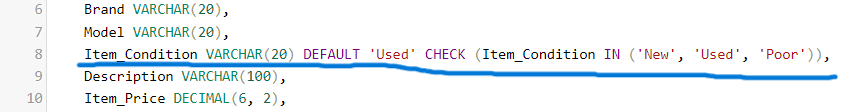 6 Brand VARCHAR(20),
7 Model VARCHAR(20),
8 Item_Condition VARCHAR(20) DEFAULT 'Used' CHECK (Item_Condition IN ('New', 'Used', 'Poor')),
9 Description VARCHAR(100),
10 Item_Price DECIMAL(6, 2),